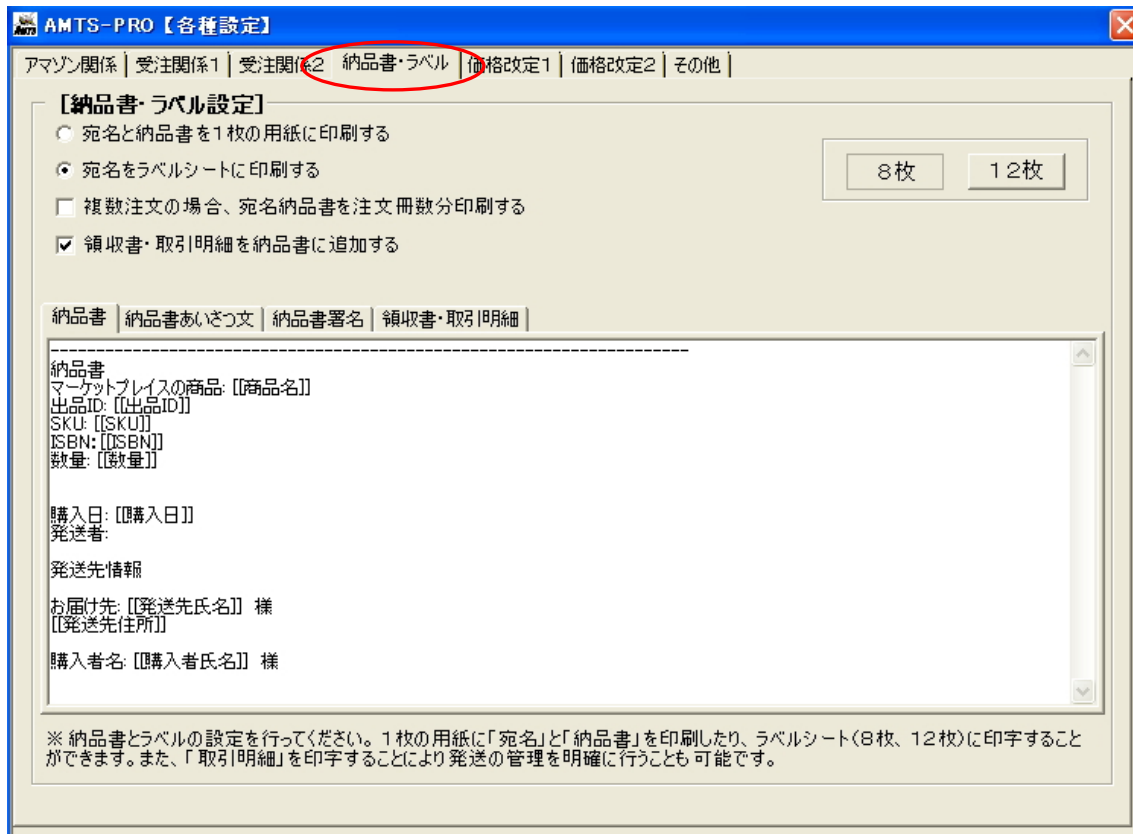 AMTS-PRO【各種設定】
アマゾン関係 受注関係1 受注関係2 納品書・ラベル 価格改定1 価格改定2 その他
[納品書・ラベル設定]
宛名と納品書を1枚の用紙に印刷する
宛名をラベルシートに印刷する
8枚 12枚
複数注文の場合、宛名納品書を注文冊数分印刷する
領収書・取引明細を納品書に追加する
納品書 納品書あいさつ文 納品書署名 領収書・取引明細
----------------------------------------------------------------------
納品書
マーケットプレイスの商品: [[商品名]]
出品ID: [[出品ID]]
SKU: [[SKU]]
ISBN: [[ISBN]]
数量: [[数量]]
購入日: [[購入日]]
発送者:
発送先情報
お届け先: [[発送先氏名]] 様
[[発送先住所]]
購入者名: [[購入者氏名]] 様
※ 納品書とラベルの設定を行ってください。1枚の用紙に「宛名」と「納品書」を印刷したり、ラベルシート(8枚、12枚)に印字すること
ができます。また、「取引明細」を印字することにより発送の管理を明確に行うことも可能です。